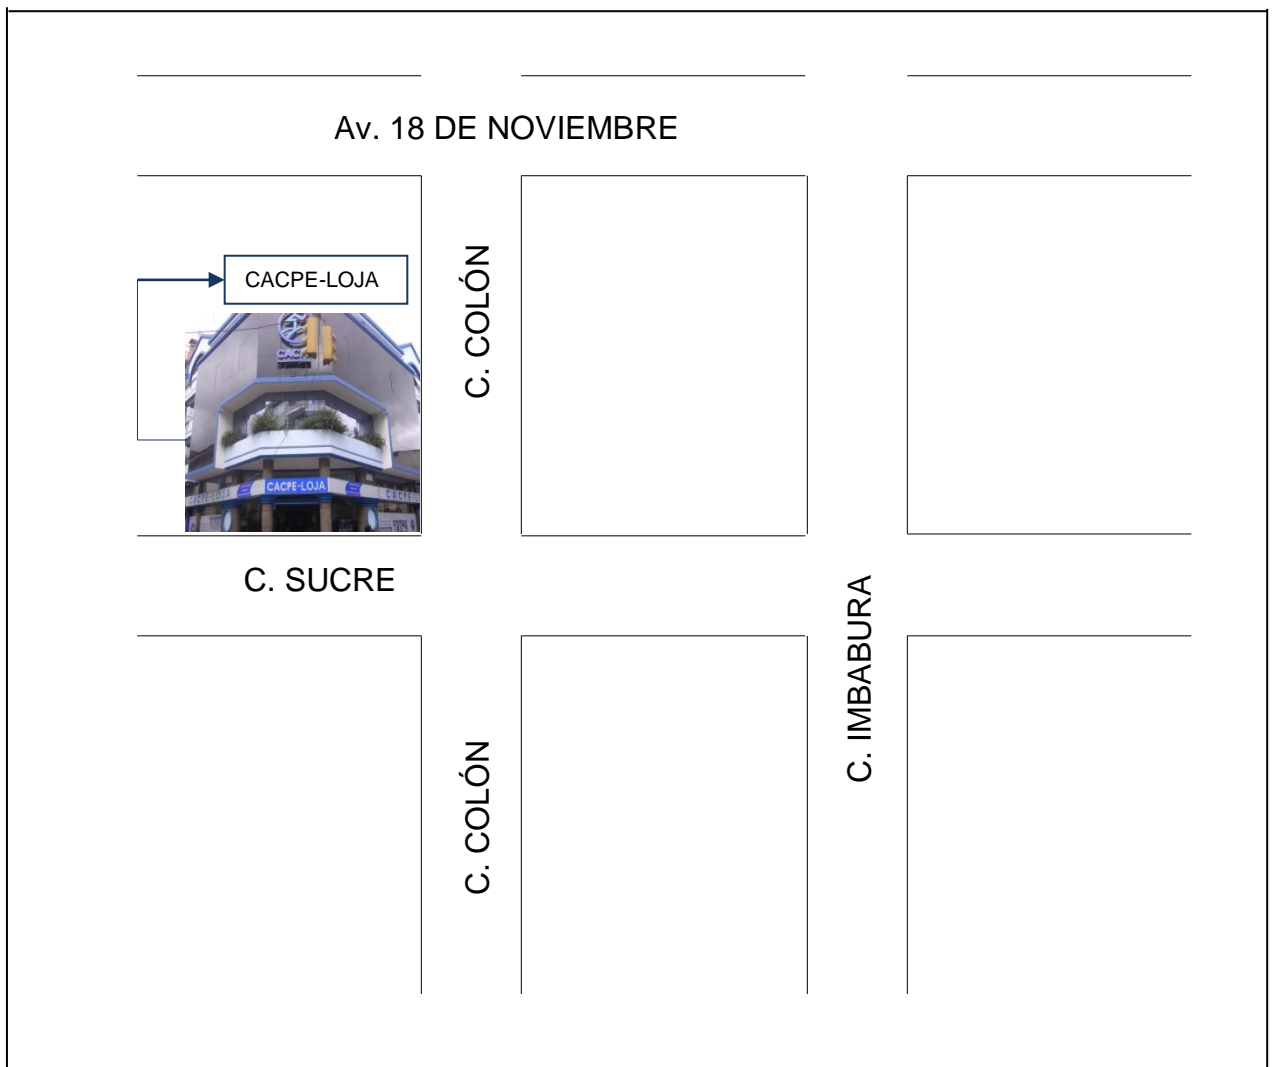 Av. 18 DE NOVIEMBRE
CACPE-LOJA
C. COLÓN
CACPE-LOJA
C. SUCRE
C. IMBABURA
C. COLÓN